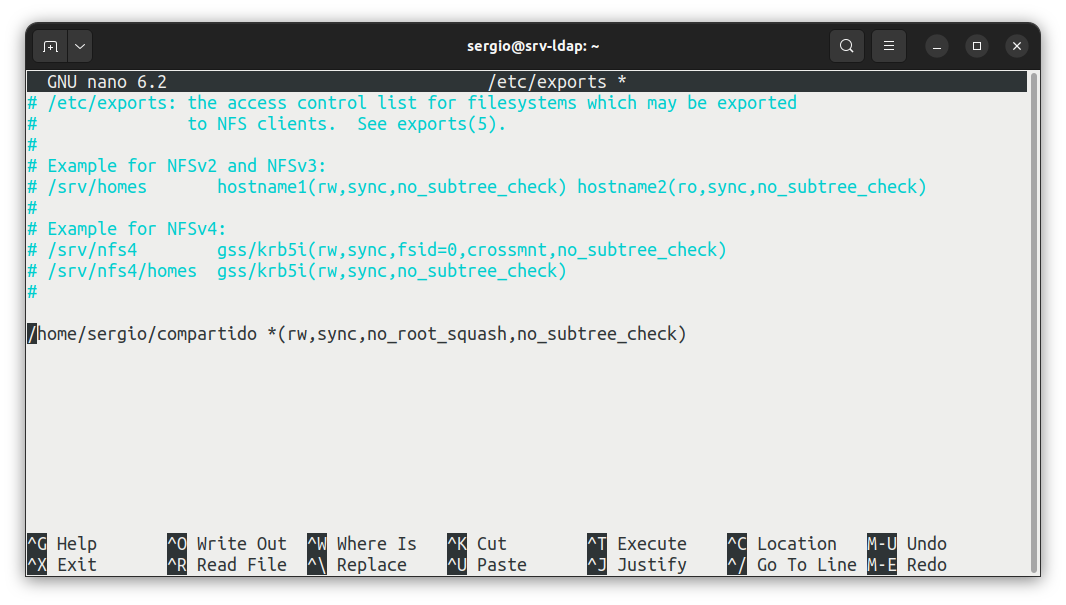 sergio@srv-ldap: ~
GNU nano 6.2 /etc/exports *
# /etc/exports: the access control list for filesystems which may be exported
#               to NFS clients.  See exports(5).
#
# Example for NFSv2 and NFSv3:
# /srv/homes       hostname1(rw,sync,no_subtree_check) hostname2(ro,sync,no_subtree_check)
#
# Example for NFSv4:
# /srv/nfs4        gss/krb5i(rw,sync,fsid=0,crossmnt,no_subtree_check)
# /srv/nfs4/homes  gss/krb5i(rw,sync,no_subtree_check)
#
/home/sergio/compartido *(rw,sync,no_root_squash,no_subtree_check)
^G Help ^O Write Out ^W Where Is ^K Cut ^T Execute ^C Location M-U Undo
^X Exit ^R Read File ^\ Replace ^U Paste ^J Justify ^/ Go To Line M-E Redo